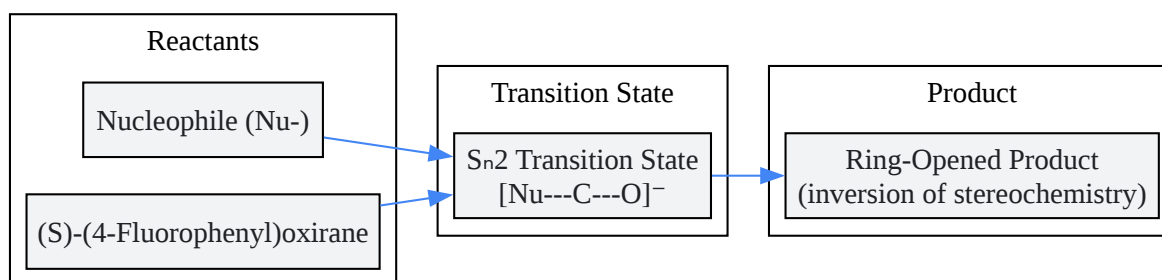 Reactants
Nucleophile (Nu-)
(S)-(4-Fluorophenyl)oxirane
Transition State
Sₙ2 Transition State
[Nu---C---O]⁻
Product
Ring-Opened Product
(inversion of stereochemistry)